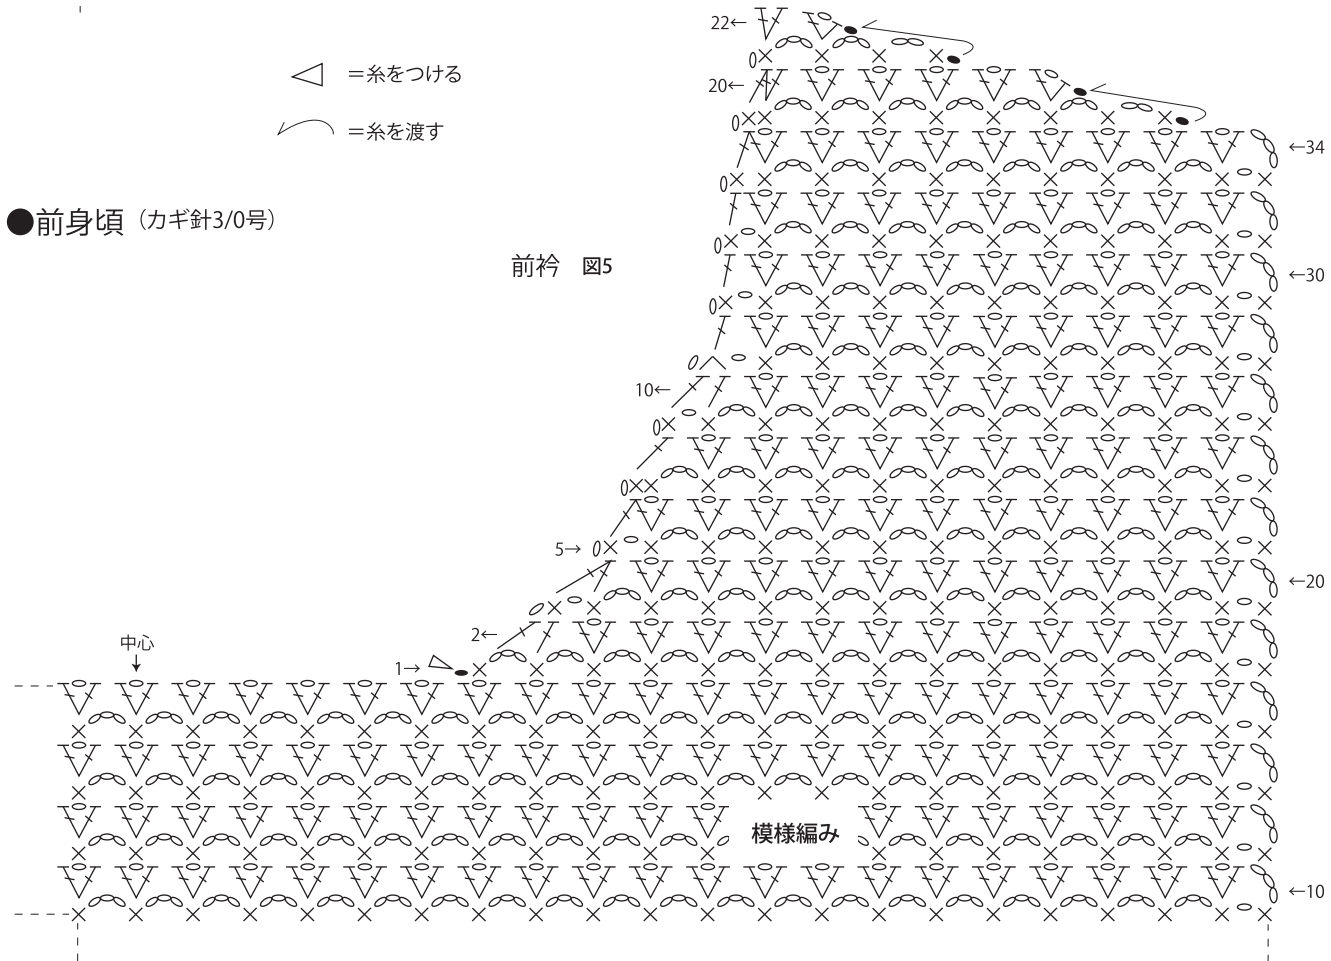 22←
△ =糸をつける
20←
=糸を渡す
←34
●前身頃（カギ針3/0号）
前衿 図5
←30
10←
5→
←20
2←
中心
↓
1→
模様編み
←10